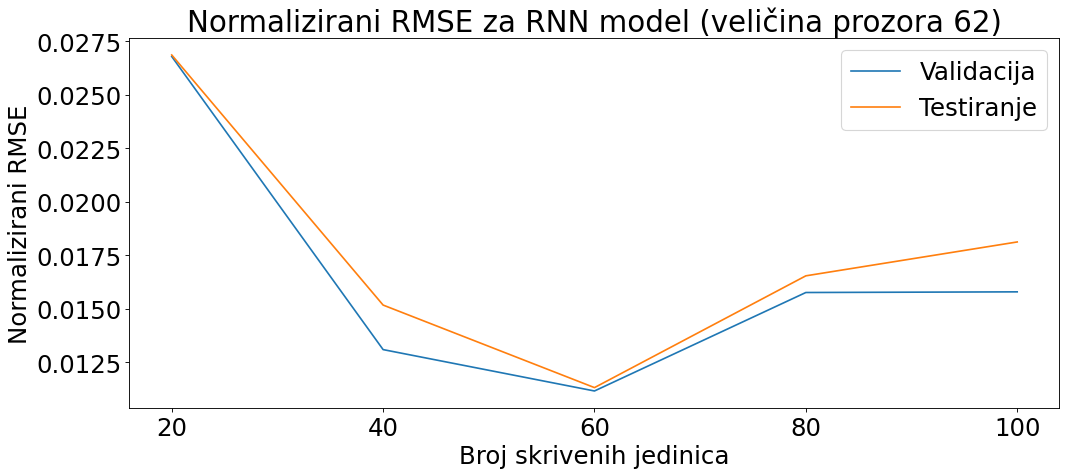 Normalizirani RMSE za RNN model (veličina prozora 62)
Validacija
Testiranje
Normalizirani RMSE
0.0275
0.0250
0.0225
0.0200
0.0175
0.0150
0.0125
20 40 60 80 100
Broj skrivenih jedinica